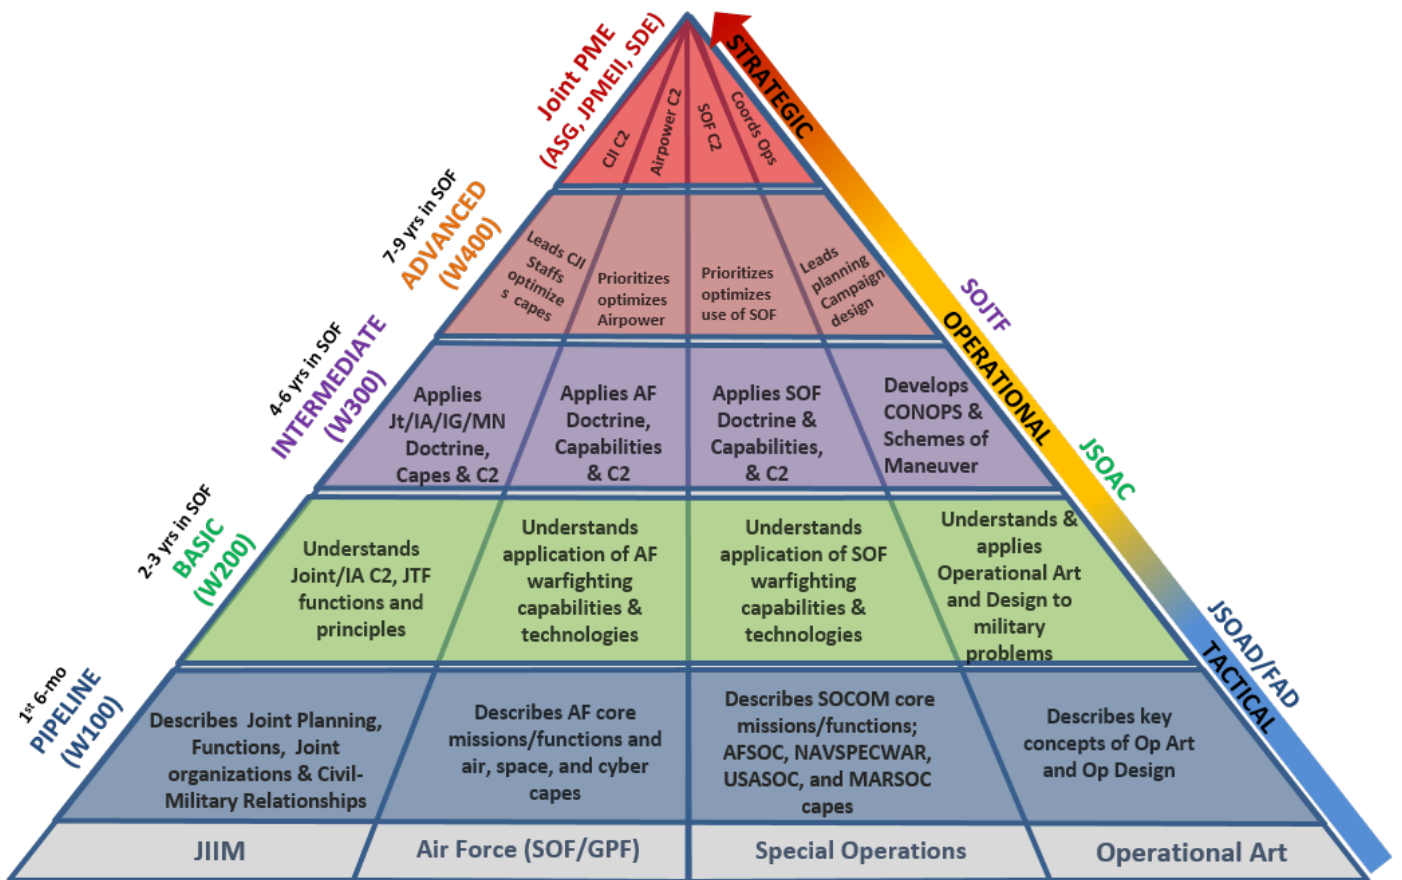 Joint PME
(ASG, JPMEII, SDE)
STRATEGIC
CJI C2
Airpower C2
SOF C2
Coords Ops
7-9 yrs in SOF
ADVANCED
(W400)
Leads CJI
Staffs
optimize
s capes
Prioritizes
optimizes
Airpower
Prioritizes
optimizes
use of SOF
Leads
planning
Campaign
design
SOJTF
OPERATIONAL
4-6 yrs in SOF
INTERMEDIATE
(W300)
Applies
Jt/IA/IG/MN
Doctrine,
Capes & C2
Applies AF
Doctrine,
Capabilities
& C2
Applies SOF
Doctrine &
Capabilities,
& C2
Develops
CONOPS &
Schemes of
Maneuver
JSOAC
2-3 yrs in SOF
BASIC
(W200)
Understands
Joint/IA C2, JTF
functions and
principles
Understands
application of AF
warfighting
capabilities &
technologies
Understands
application of SOF
warfighting
capabilities &
technologies
Understands &
applies
Operational Art
and Design to
military
problems
JSOAD/FAD
TACTICAL
1st 6-mo
PIPELINE
(W100)
Describes Joint Planning,
Functions, Joint
organizations & Civil-
Military Relationships
Describes AF core
missions/functions and
air, space, and cyber
capes
Describes SOCOM core
missions/functions;
AFSOC, NAVSPECWAR,
USASOC, and MARSOC
capes
Describes key
concepts of Op Art
and Op Design
JIIM
Air Force (SOF/GPF)
Special Operations
Operational Art